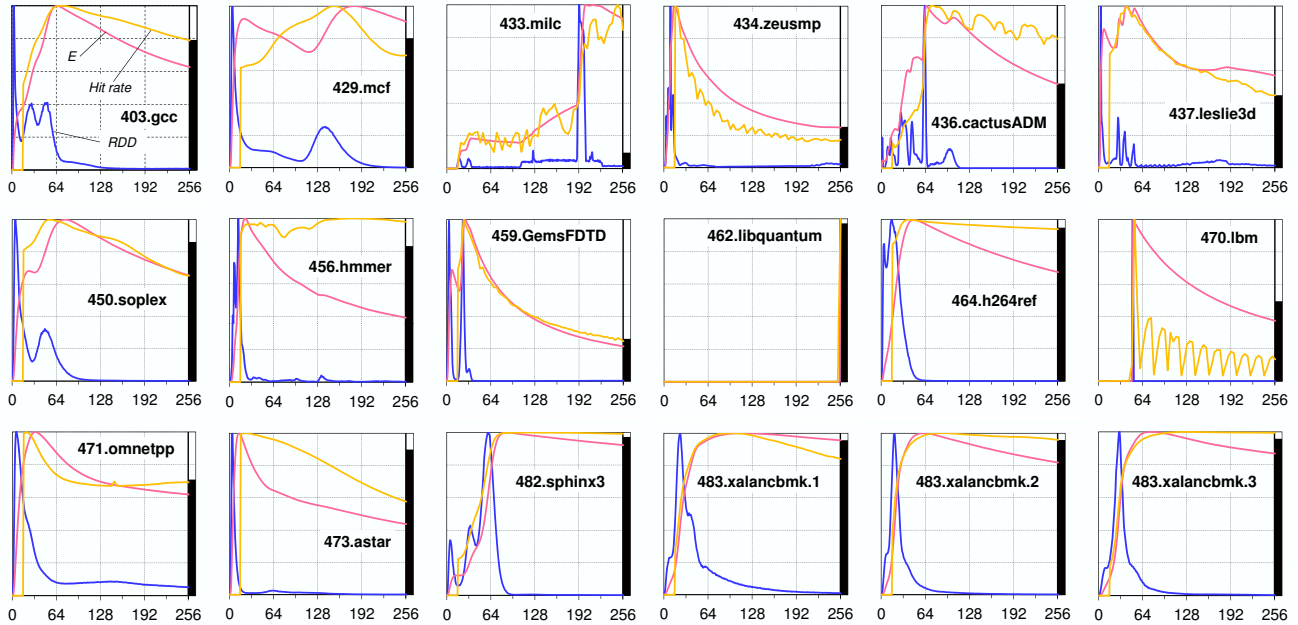 E
Hit rate
403.gcc
RDD
0 64 128 192 256
429.mcf
0 64 128 192 256
433.milc
0 64 128 192 256
434.zeusmp
0 64 128 192 256
436.cactusADM
0 64 128 192 256
437.leslie3d
0 64 128 192 256
450.soplex
0 64 128 192 256
456.hmmer
0 64 128 192 256
459.GemsFDTD
0 64 128 192 256
462.libquantum
0 64 128 192 256
464.h264ref
0 64 128 192 256
470.lbm
0 64 128 192 256
471.omnetpp
0 64 128 192 256
473.astar
0 64 128 192 256
482.sphinx3
0 64 128 192 256
483.xalancbmk.1
0 64 128 192 256
483.xalancbmk.2
0 64 128 192 256
483.xalancbmk.3
0 64 128 192 256